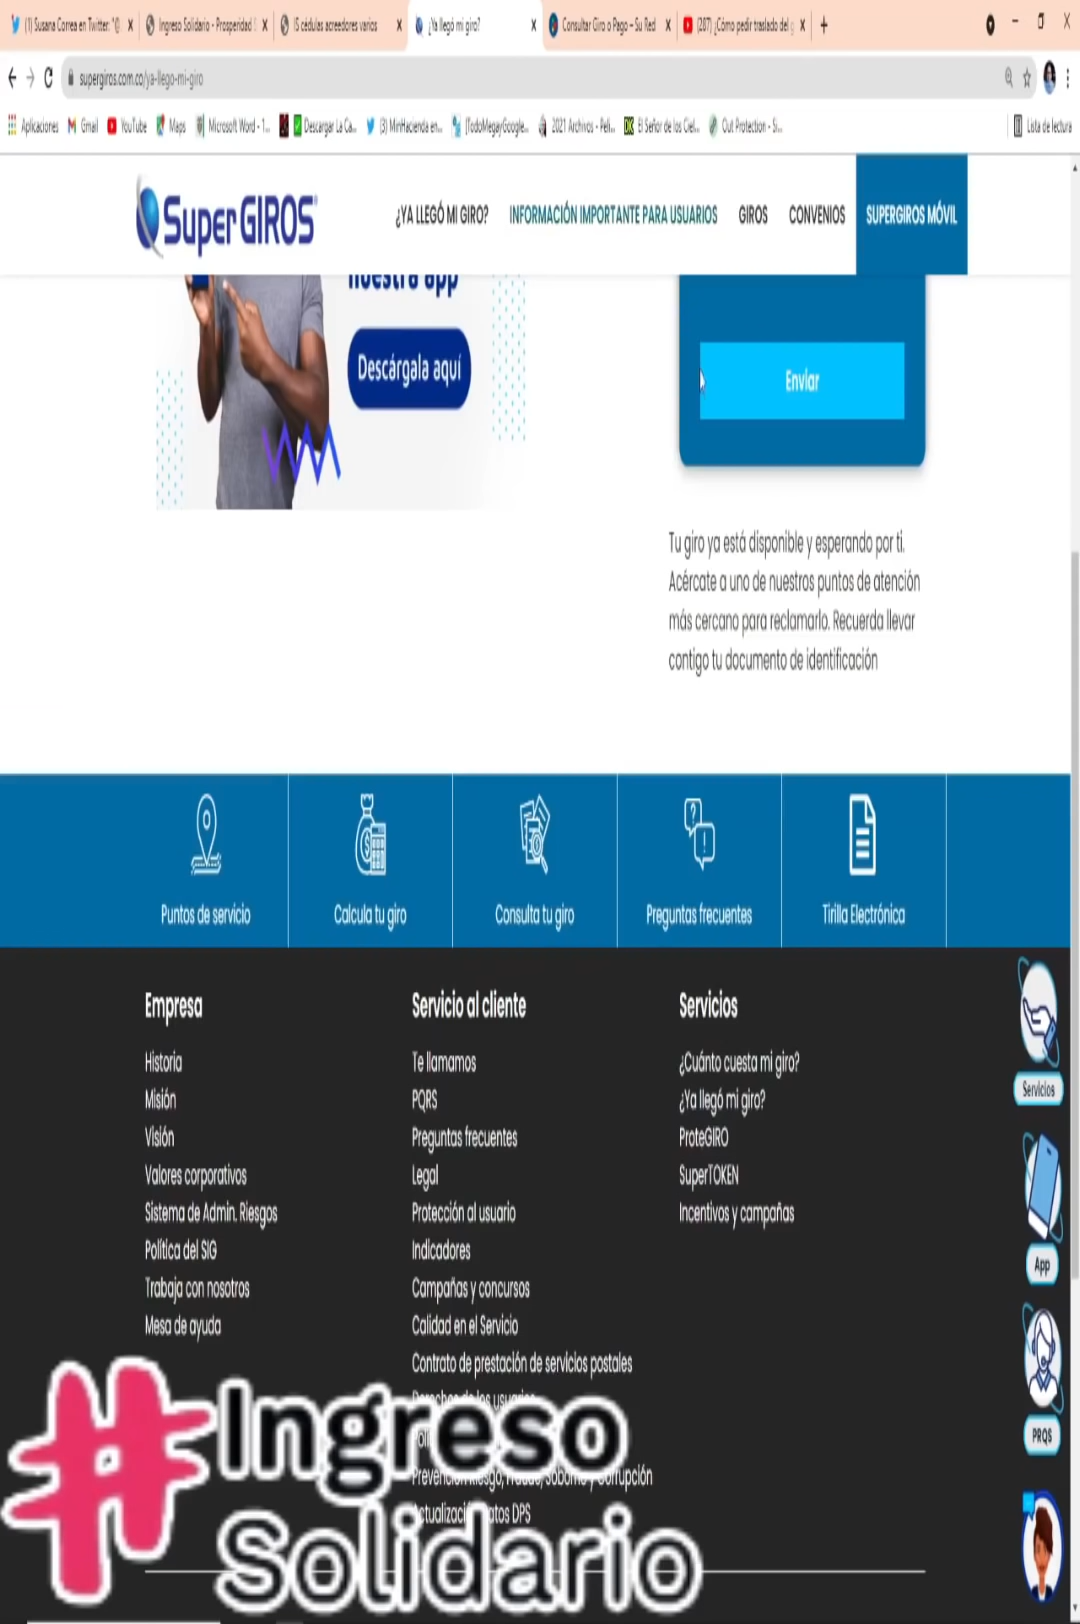 (1) Susana Correa en Twitter: "@
Ingreso Solidario - Prosperidad
15 cédulas acreedores varios
¿Ya llegó mi giro?
Consultar Giro o Pago – Su Red
(287) ¿Cómo pedir traslado del g
supergiros.com.co/ya-llego-mi-giro
Aplicaciones
Gmail
YouTube
Maps
Microsoft Word - 1...
Descargar La Ca...
(3) MinHacienda en...
[TodoMegayGoogle...
2021 Archivos - Peli...
El Señor de los Ciel...
Out Protection - Si...
Lista de lectura
SuperGIROS
¿YA LLEGÓ MI GIRO?
INFORMACIÓN IMPORTANTE PARA USUARIOS
GIROS
CONVENIOS
SUPERGIROS MÓVIL
nuestra app
Descárgala aquí
Enviar
Tu giro ya está disponible y esperando por ti.
Acércate a uno de nuestros puntos de atención
más cercano para reclamarlo. Recuerda llevar
contigo tu documento de identificación
Puntos de servicio
Calcula tu giro
Consulta tu giro
Preguntas frecuentes
Tirilla Electrónica
Empresa
Historia
Misión
Visión
Valores corporativos
Sistema de Admin. Riesgos
Política del SIG
Trabaja con nosotros
Mesa de ayuda
Servicio al cliente
Te llamamos
PQRS
Preguntas frecuentes
Legal
Protección al usuario
Indicadores
Campañas y concursos
Calidad en el Servicio
Contrato de prestación de servicios postales
Derechos de los usuarios
Prevención Riesgo, Fraude, Soborno y Corrupción
Actualización datos DPS
Servicios
¿Cuánto cuesta mi giro?
¿Ya llegó mi giro?
ProteGIRO
SuperTOKEN
Incentivos y campañas
Servicios
App
PRQS
#Ingreso
Solidario